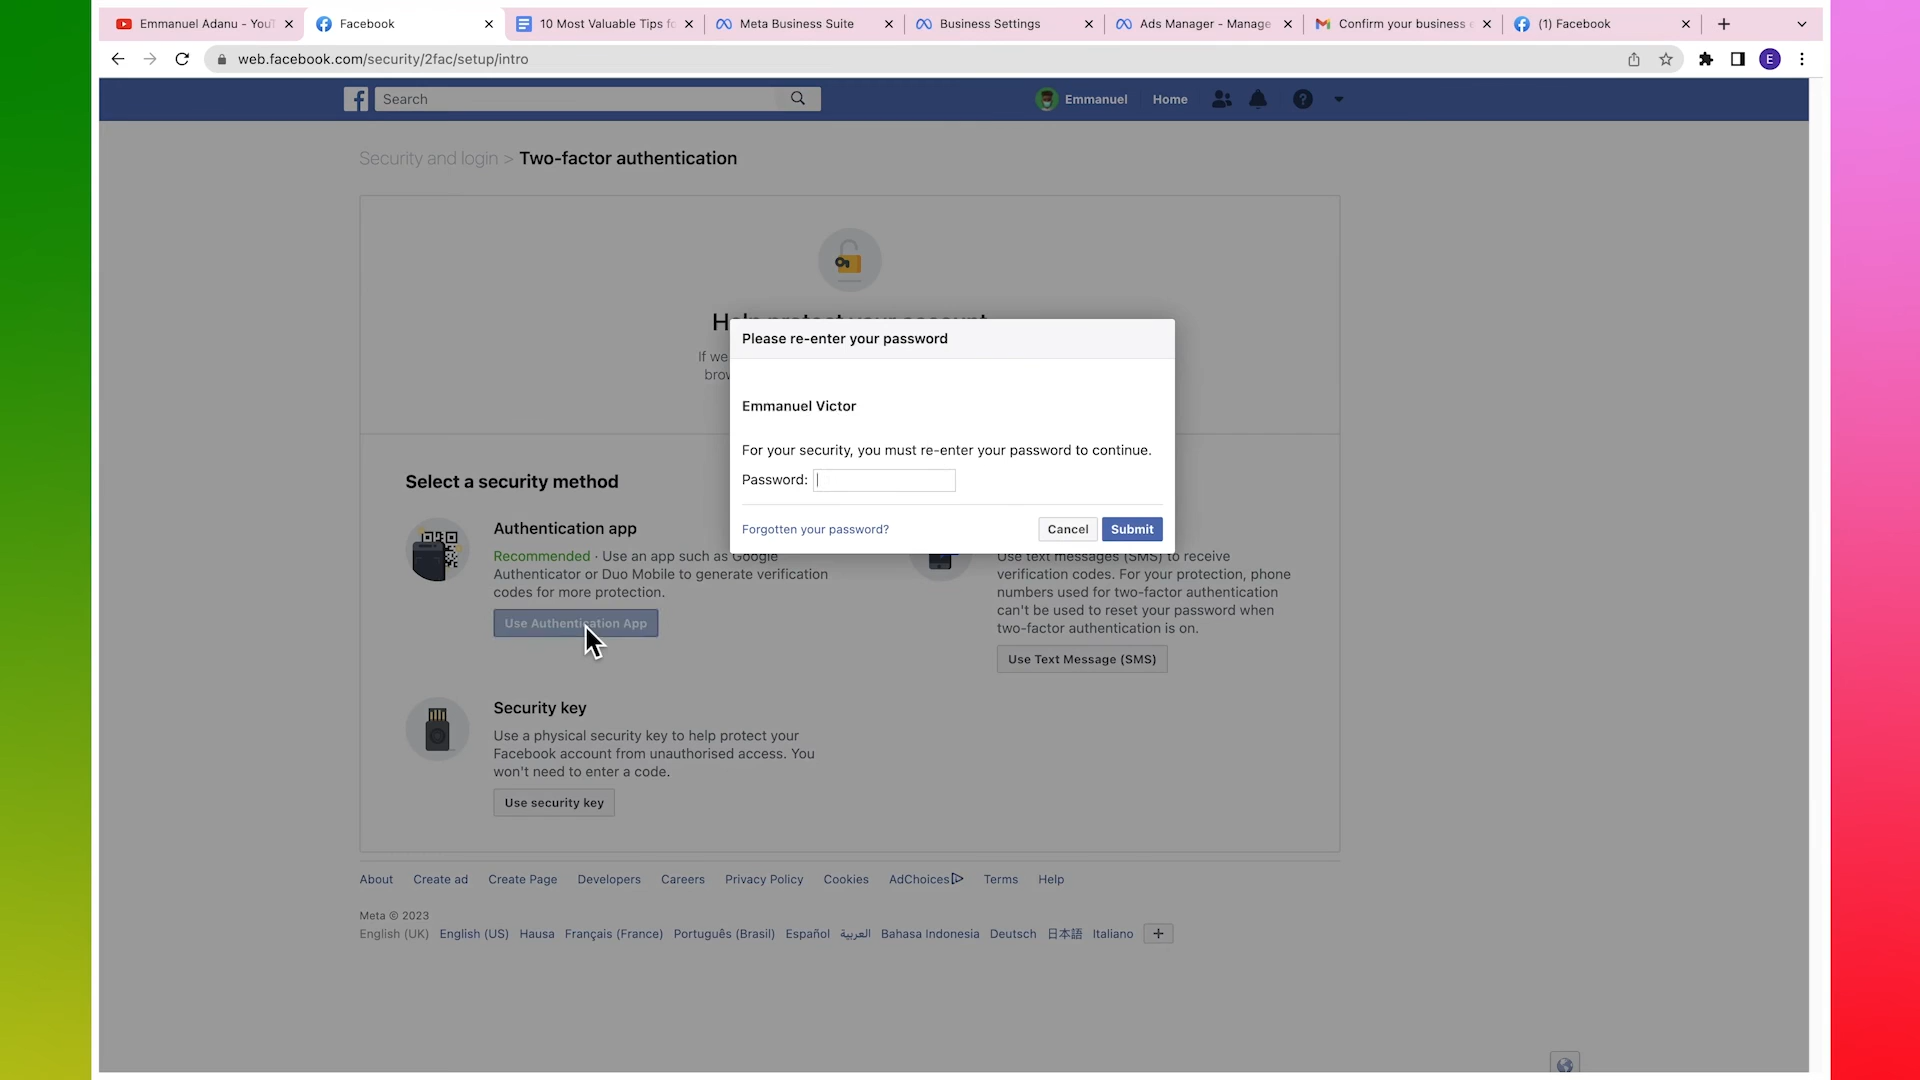 Emmanuel Adanu - YouT
Facebook
10 Most Valuable Tips fo
Meta Business Suite
Business Settings
Ads Manager - Manage
Confirm your business e
(1) Facebook
web.facebook.com/security/2fac/setup/intro
E
Search
Emmanuel
Home
Security and login > Two-factor authentication
If we
brow
Please re-enter your password
Emmanuel Victor
For your security, you must re-enter your password to continue.
Password:
Forgotten your password?
Cancel
Submit
Select a security method
Authentication app
Recommended · Use an app such as Google
Authenticator or Duo Mobile to generate verification
codes for more protection.
Use Authentication App
Use text messages (SMS) to receive
verification codes. For your protection, phone
numbers used for two-factor authentication
can't be used to reset your password when
two-factor authentication is on.
Use Text Message (SMS)
Security key
Use a physical security key to help protect your
Facebook account from unauthorised access. You
won't need to enter a code.
Use security key
About Create ad Create Page Developers Careers Privacy Policy Cookies AdChoices Terms Help
Meta © 2023
English (UK) English (US) Hausa Français (France) Português (Brasil) Español العربية Bahasa Indonesia Deutsch 日本語 Italiano +